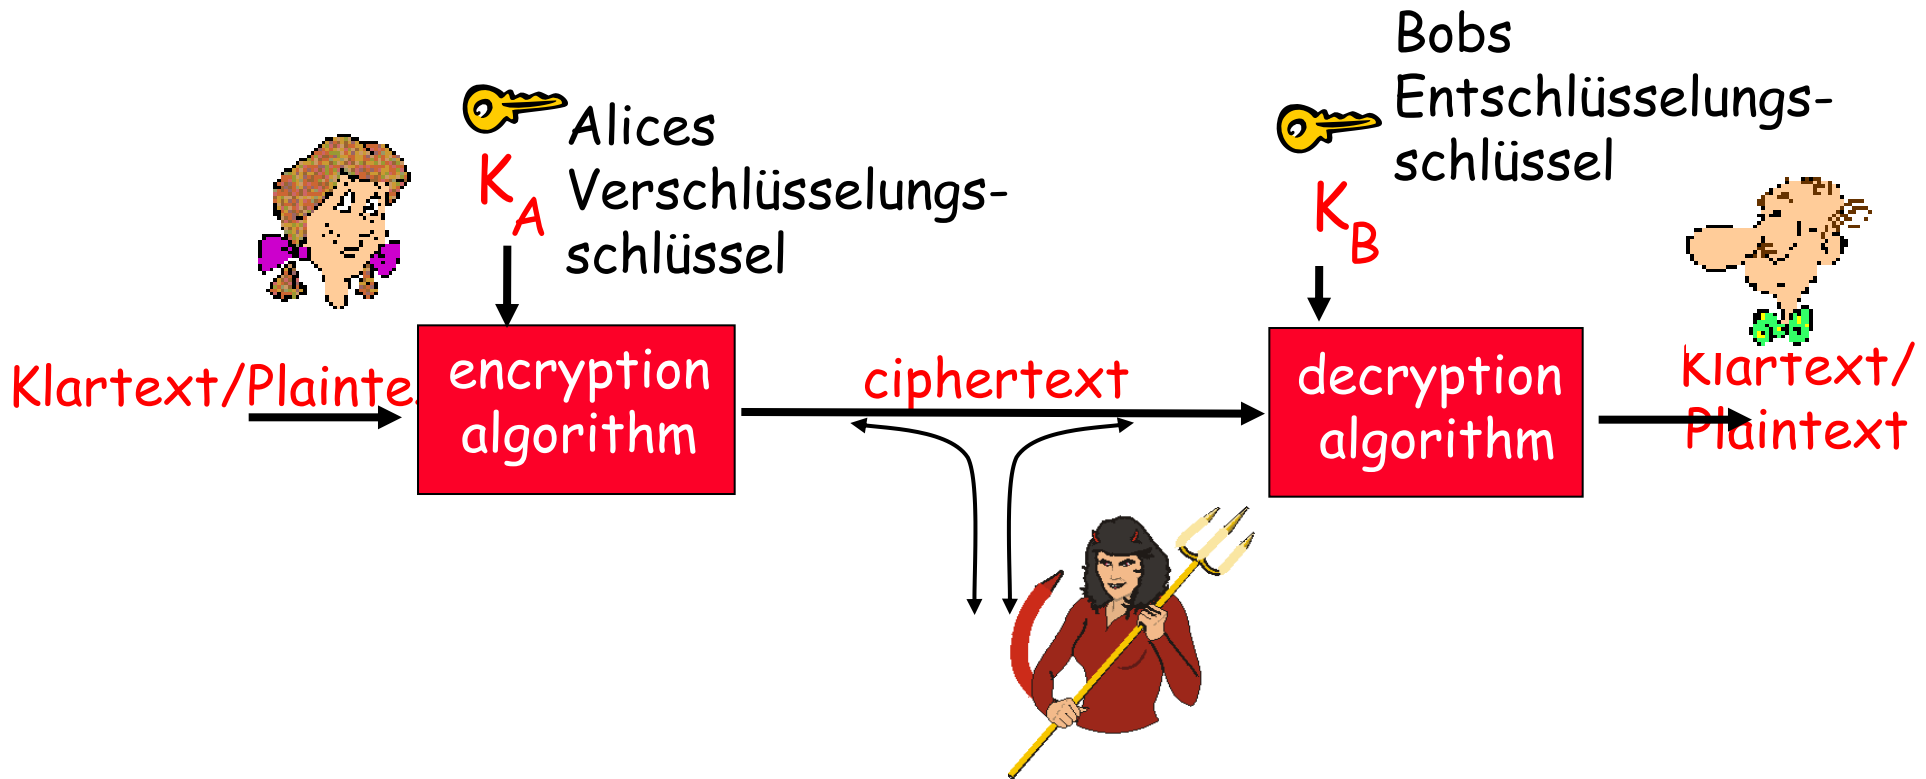 Bobs
Entschlüsselungs-
schlüssel
Alices
Verschlüsselungs-
schlüssel
K
A
K
B
Klartext/Plainte
encryption
algorithm
ciphertext
decryption
algorithm
Klartext/
Plaintext